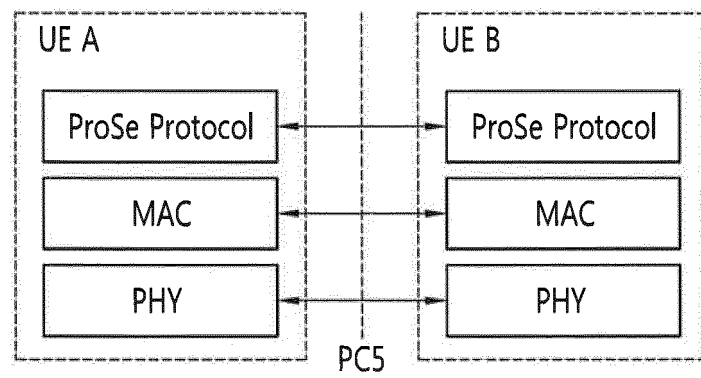 UE A
UE B
ProSe Protocol
ProSe Protocol
MAC
MAC
PHY
PHY
PC5